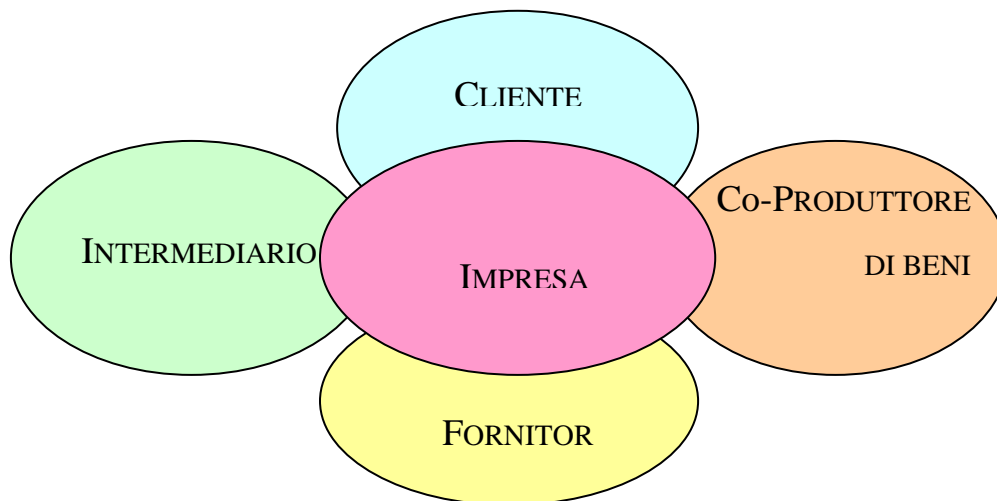 CLIENTE
INTERMEDIARIO
IMPRESA
CO-PRODUTTORE
DI BENI
FORNITOR